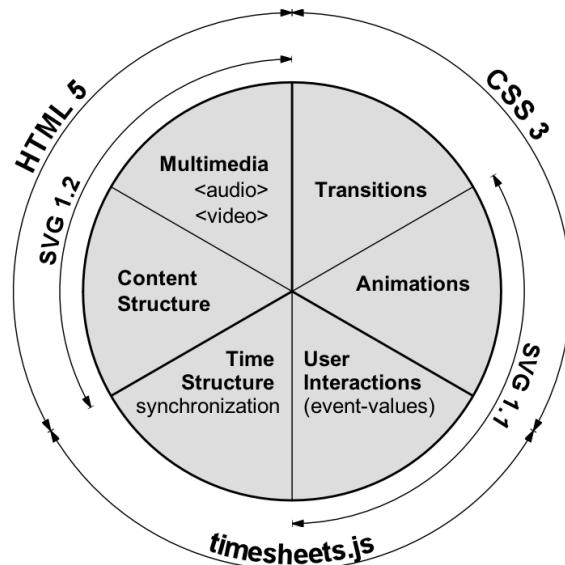 HTML 5
CSS 3
SVG 1.2
Multimedia
<audio>
<video>
Transitions
Content
Structure
Animations
Time
Structure
synchronization
User
Interactions
(event-values)
SVG 1.1
timesheets.js